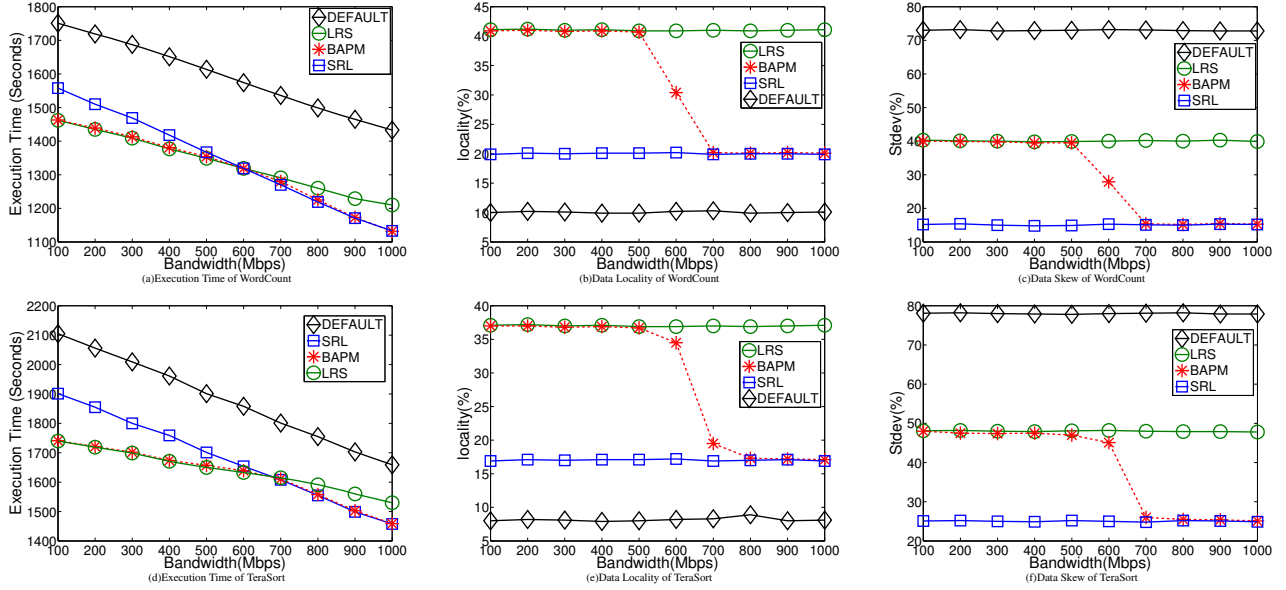 1800
1700
1600
1500
1400
1300
1200
1100
100 200 300 400 500 600 700 800 900 1000
Execution Time (Seconds)
Bandwidth(Mbps)
DEFAULT
LRS
BAPM
SRL
(a)Execution Time of WordCount
45
40
35
30
25
20
15
10
5
100 200 300 400 500 600 700 800 900 1000
locality(%)
Bandwidth(Mbps)
LRS
BAPM
SRL
DEFAULT
(b)Data Locality of WordCount
80
70
60
50
40
30
20
10
100 200 300 400 500 600 700 800 900 1000
Stdev(%)
Bandwidth(Mbps)
DEFAULT
LRS
BAPM
SRL
(c)Data Skew of WordCount
2200
2100
2000
1900
1800
1700
1600
1500
1400
100 200 300 400 500 600 700 800 900 1000
Execution Time (Seconds)
Bandwidth(Mbps)
DEFAULT
SRL
BAPM
LRS
(d)Execution Time of TeraSort
40
35
30
25
20
15
10
5
100 200 300 400 500 600 700 800 900 1000
locality(%)
Bandwidth(Mbps)
LRS
BAPM
SRL
DEFAULT
(e)Data Locality of TeraSort
80
70
60
50
40
30
20
100 200 300 400 500 600 700 800 900 1000
Stdev(%)
Bandwidth(Mbps)
DEFAULT
LRS
BAPM
SRL
(f)Data Skew of TeraSort